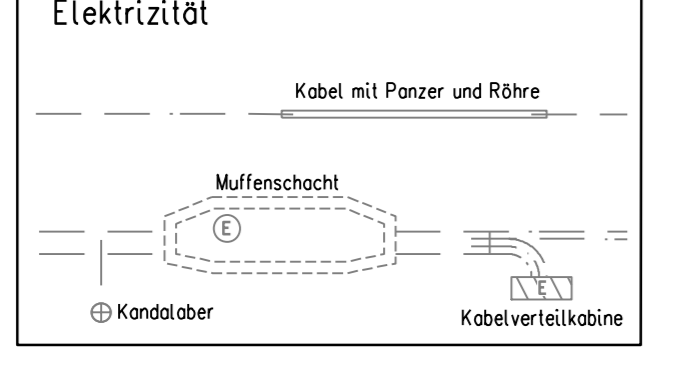 Elektrizität
Kabel mit Panzer und Röhre
Muffenschacht
E
E
Kandalaber
Kabelverteilkabine